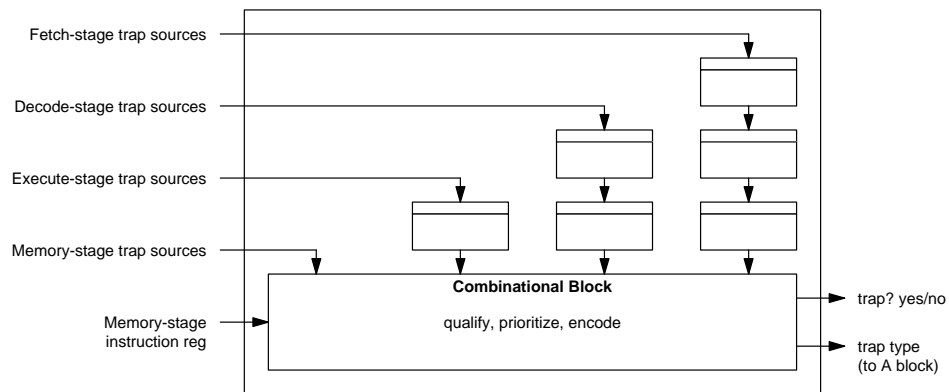 Fetch-stage trap sources
Decode-stage trap sources
Execute-stage trap sources
Memory-stage trap sources
Combinational Block
trap? yes/no
Memory-stage
instruction reg
qualify, prioritize, encode
trap type
(to A block)